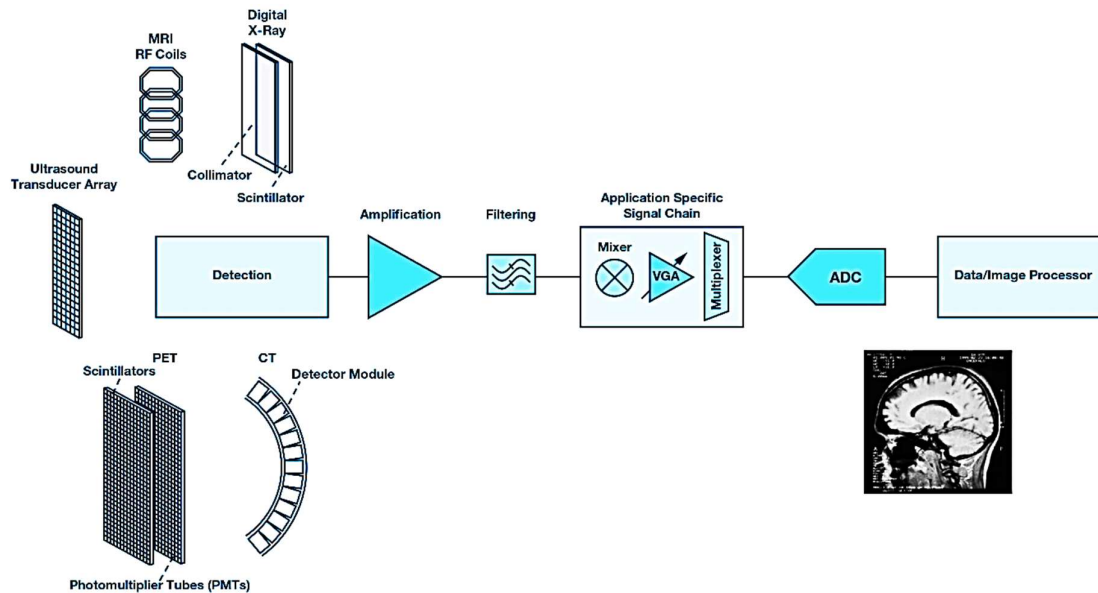 Digital
X-Ray
MRI
RF Coils
Collimator
Scintillator
Ultrasound
Transducer Array
Detection
Amplification
Filtering
Application Specific
Signal Chain
Mixer
VGA
Multiplexer
ADC
Data/Image Processor
PET
Scintillators
CT
Detector Module
Photomultiplier Tubes (PMTs)